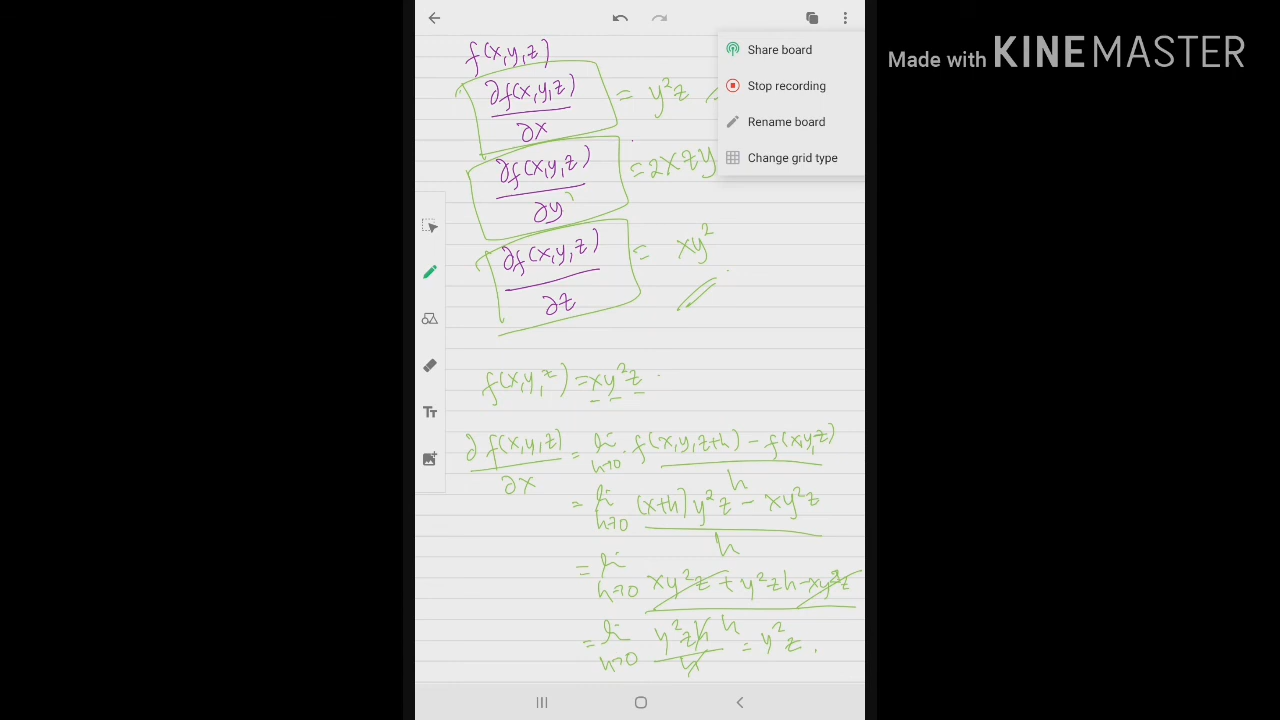 Made with KINEMASTER
Share board
Stop recording
Rename board
Change grid type
f(x,y,z)
∂f(x,y,z)/∂x = y²z
∂f(x,y,z)/∂y = 2xzy
∂f(x,y,z)/∂z = xy²
f(x,y,z) = xy²z
∂f(x,y,z)/∂x = lim h→0 f(x,y,z+h) - f(x,y,z)/h
= lim h→0 (x+h)y²z - xy²z/h
= lim h→0 xy²z + y²zh - xy²z
= lim h→0 y²zh/h = y²z.
Tт